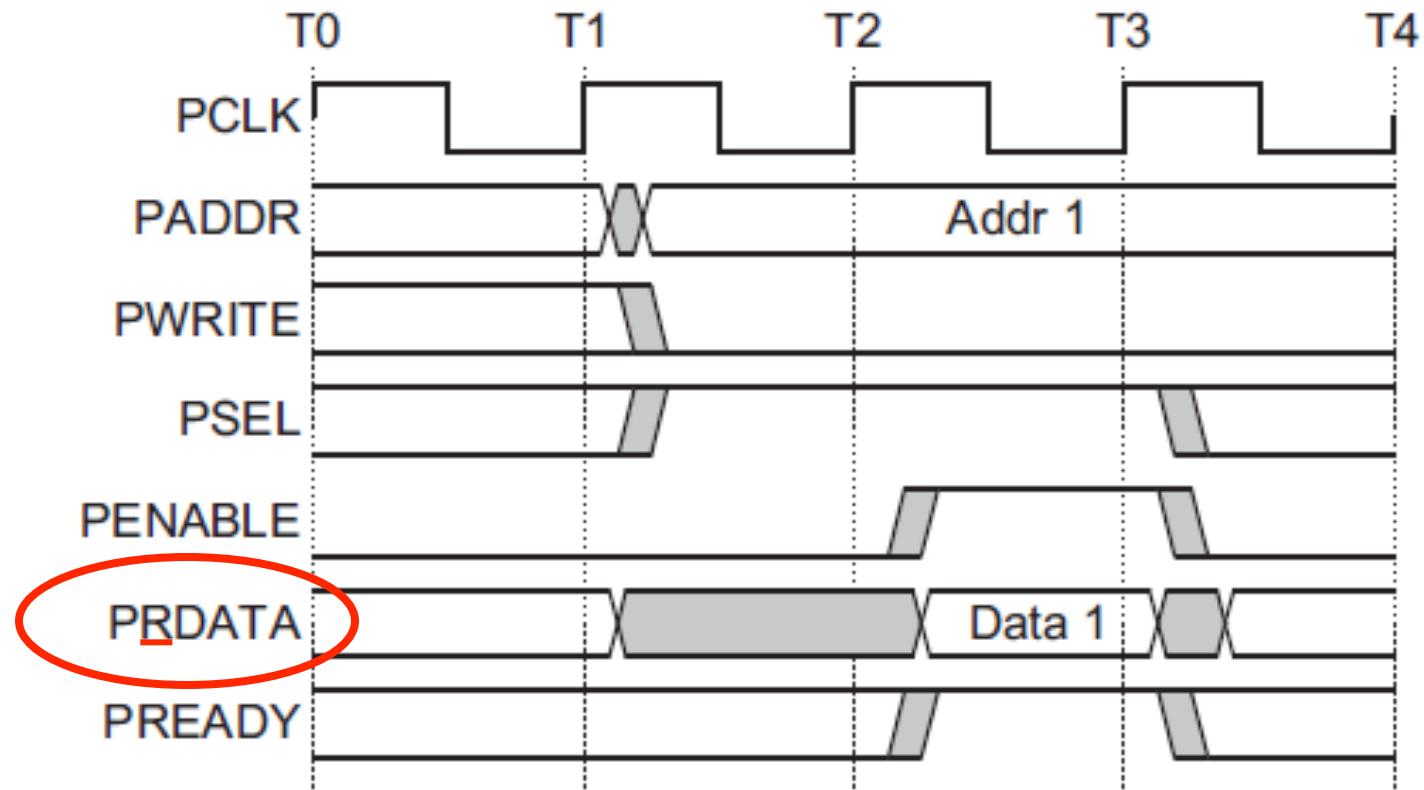 T0 T1 T2 T3 T4
PCLK
PADDR Addr 1
PWRITE
PSEL
PENABLE
PRDATA Data 1
PREADY